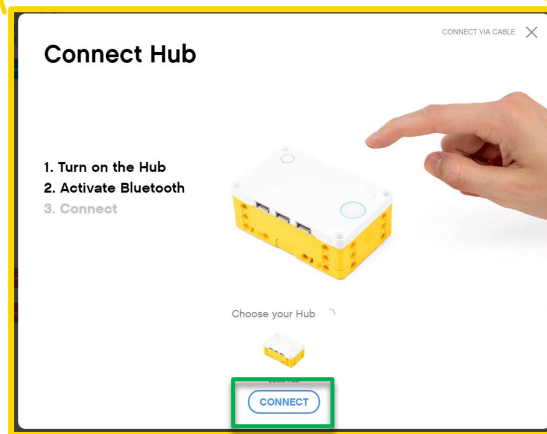 CONNECT VIA CABLE
Connect Hub
1. Turn on the Hub
2. Activate Bluetooth
3. Connect
Choose your Hub
CONNECT